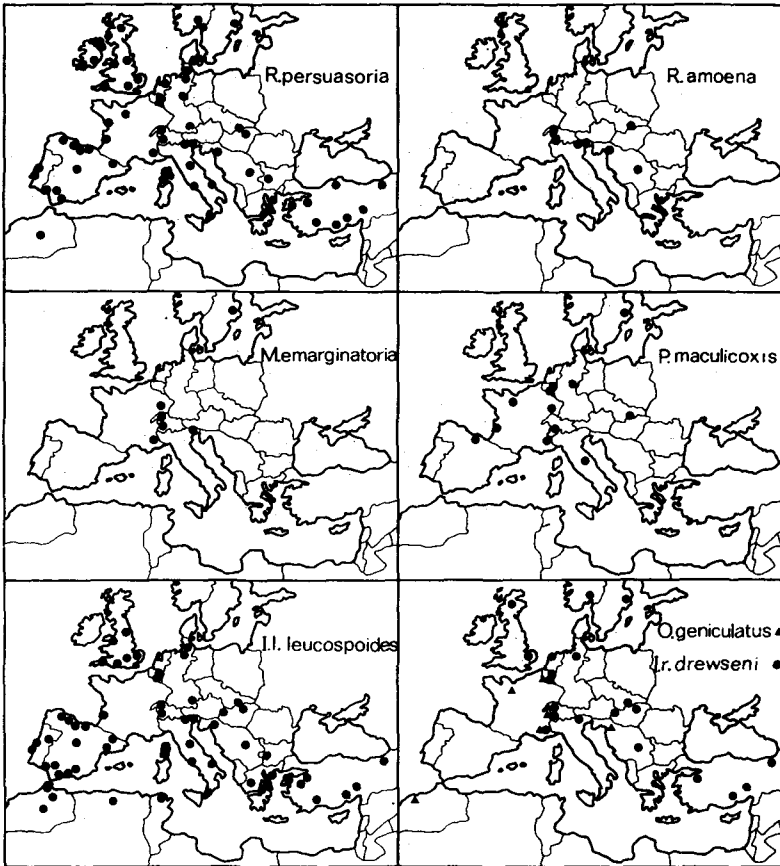 R.persuasoria
R.amoena
M.emarginatoria
P. maculicoxis
I.l. leucospoides
O.geniculatus ▲
I.r. drewseni ●